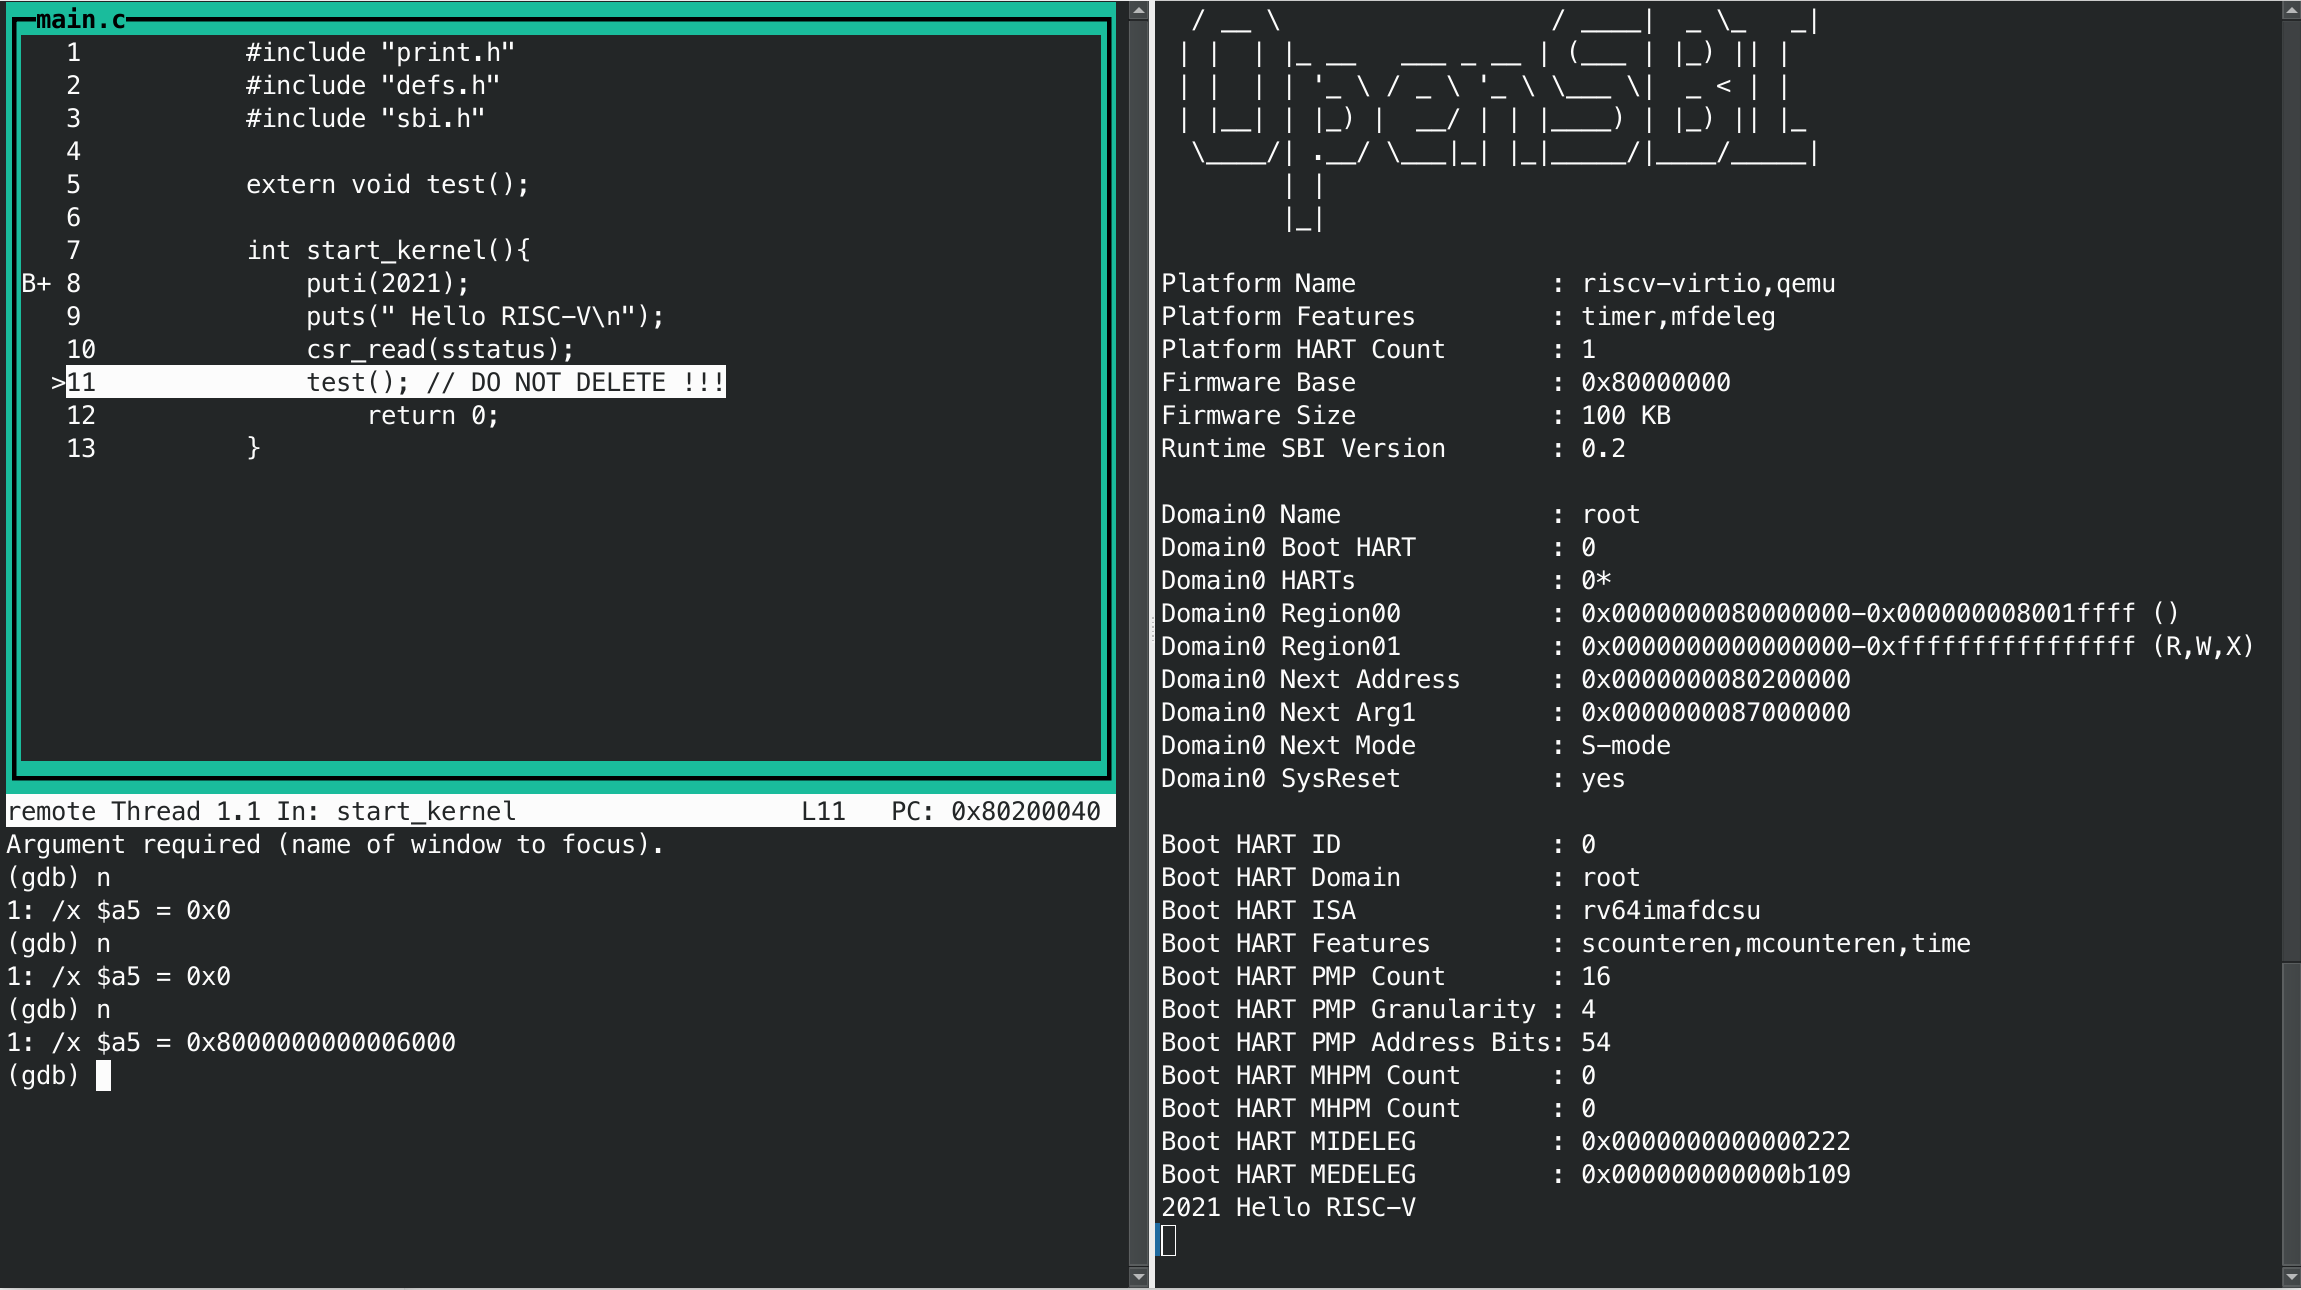 main.c
1 #include "print.h"
2 #include "defs.h"
3 #include "sbi.h"
4
5 extern void test();
6
7 int start_kernel(){
B+ 8 puti(2021);
9 puts(" Hello RISC-V\n");
10 csr_read(sstatus);
>11 test(); // DO NOT DELETE !!!
12 return 0;
13 }
remote Thread 1.1 In: start_kernel L11 PC: 0x80200040
Argument required (name of window to focus).
(gdb) n
1: /x $a5 = 0x0
(gdb) n
1: /x $a5 = 0x0
(gdb) n
1: /x $a5 = 0x8000000000006000
(gdb)
OpenSBI
Platform Name : riscv-virtio,qemu
Platform Features : timer,mfdeleg
Platform HART Count : 1
Firmware Base : 0x80000000
Firmware Size : 100 KB
Runtime SBI Version : 0.2
Domain0 Name : root
Domain0 Boot HART : 0
Domain0 HARTs : 0*
Domain0 Region00 : 0x0000000080000000-0x000000008001ffff ()
Domain0 Region01 : 0x0000000000000000-0xffffffffffffffff (R,W,X)
Domain0 Next Address : 0x0000000080200000
Domain0 Next Arg1 : 0x0000000087000000
Domain0 Next Mode : S-mode
Domain0 SysReset : yes
Boot HART ID : 0
Boot HART Domain : root
Boot HART ISA : rv64imafdcsu
Boot HART Features : scounteren,mcounteren,time
Boot HART PMP Count : 16
Boot HART PMP Granularity : 4
Boot HART PMP Address Bits: 54
Boot HART MHPM Count : 0
Boot HART MHPM Count : 0
Boot HART MIDELEG : 0x0000000000000222
Boot HART MEDELEG : 0x000000000000b109
2021 Hello RISC-V